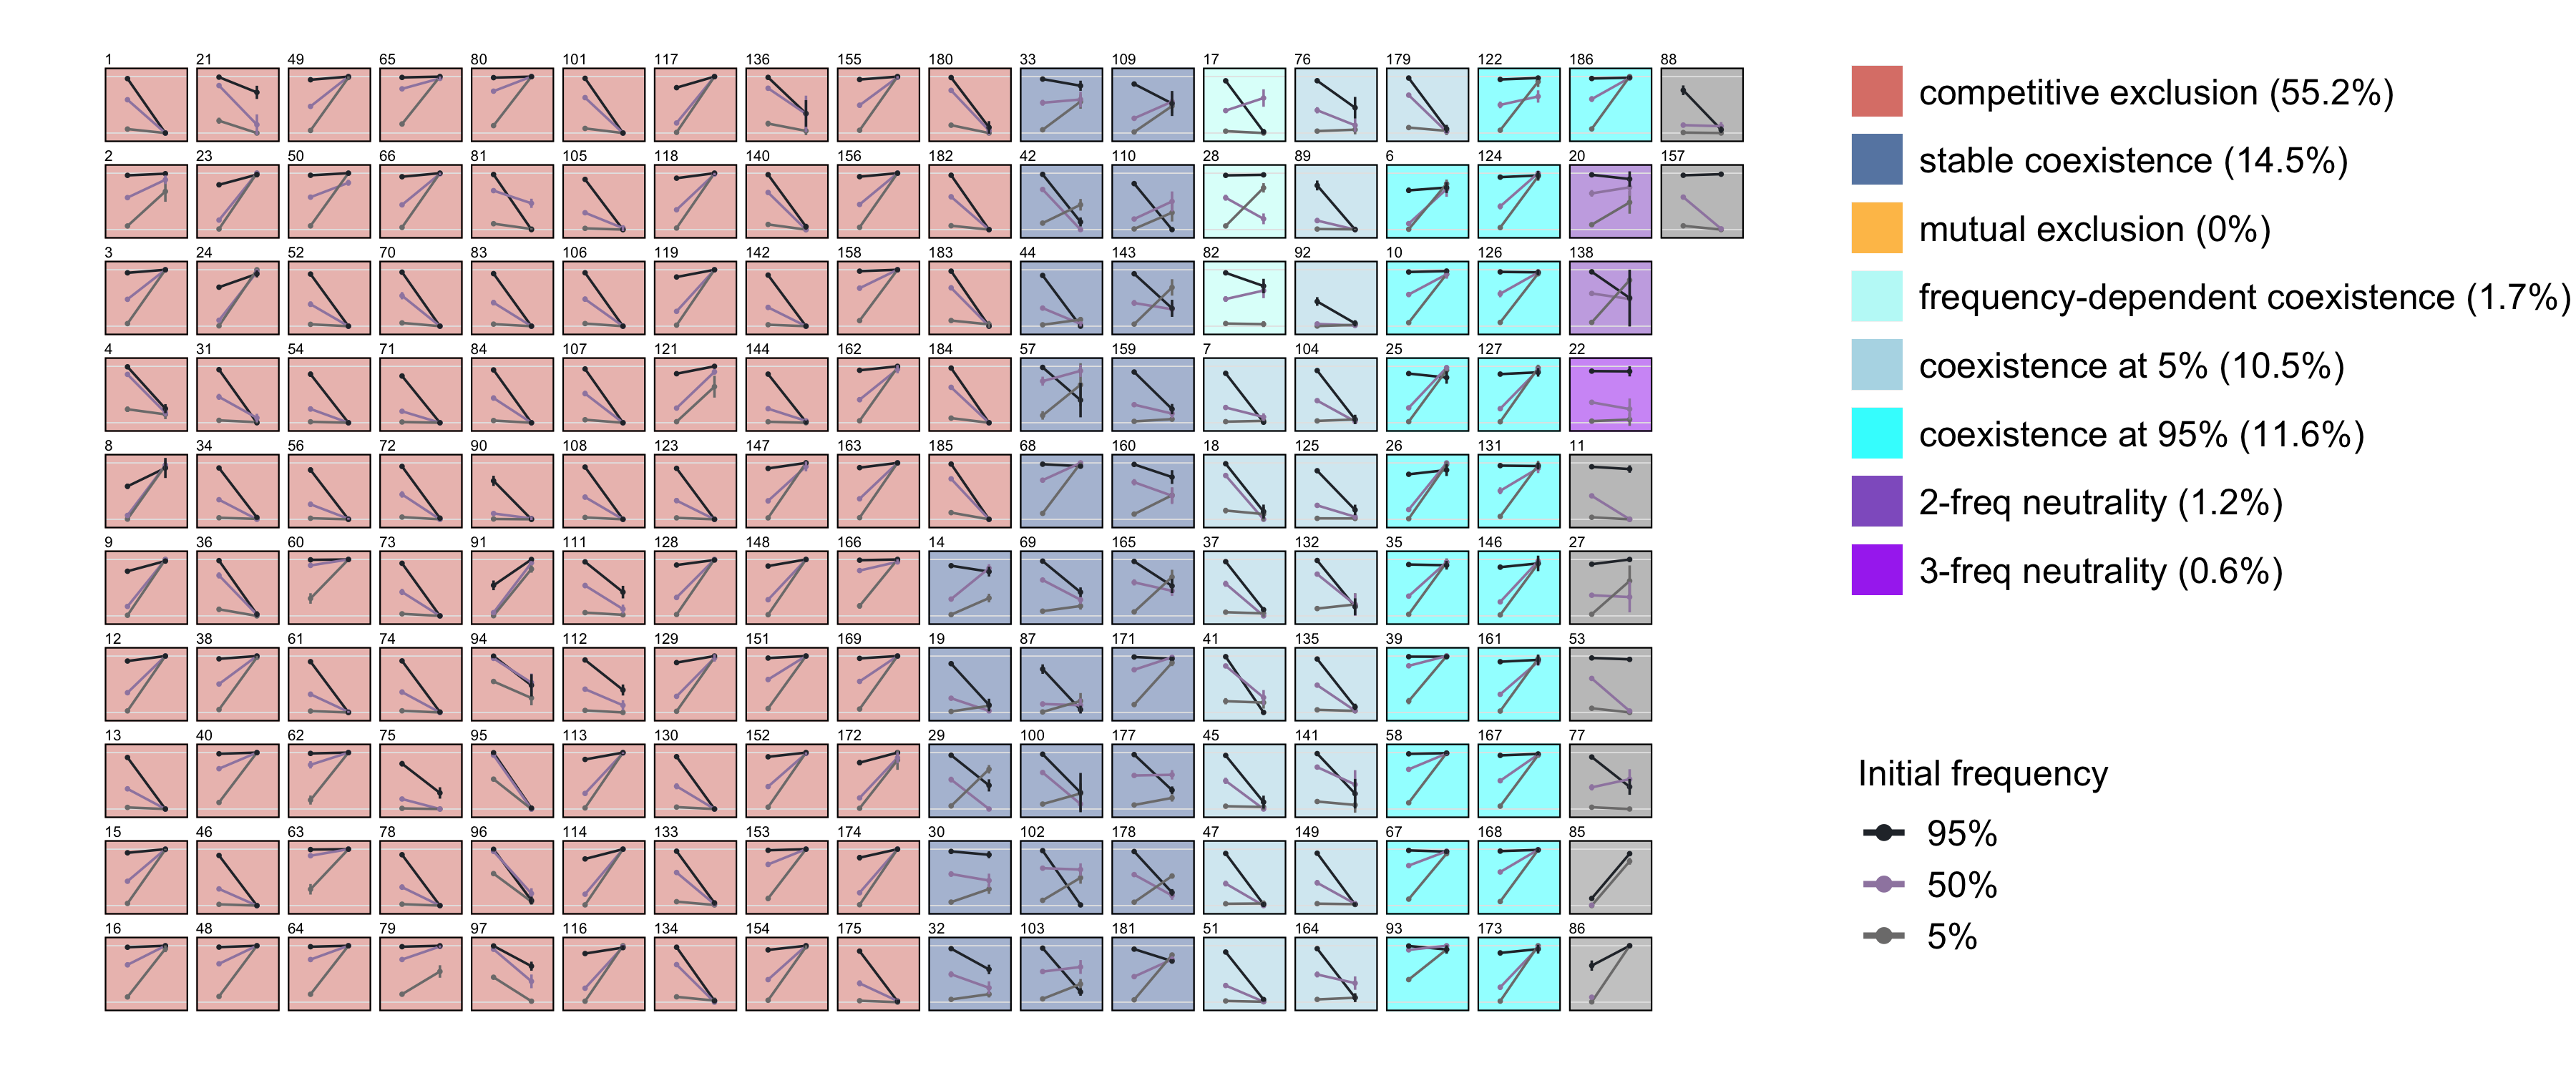 1 21 49 65 80 101 117 136 155 180 33 109 17 76 179 122 186 88
2 23 50 66 81 105 118 140 156 182 42 110 28 89 6 124 20 157
3 24 52 70 83 106 119 142 158 183 44 143 82 92 10 126 138
4 31 54 71 84 107 121 144 162 184 57 159 7 104 25 127 22
8 34 56 72 90 108 123 147 163 185 68 160 18 125 26 131 11
9 36 60 73 91 111 128 148 166 14 69 165 37 132 35 146 27
12 38 61 74 94 112 129 151 169 19 87 171 41 135 39 161 53
13 40 62 75 95 113 130 152 172 29 100 177 45 141 58 167 77
15 46 63 78 96 114 133 153 174 30 102 178 47 149 67 168 85
16 48 64 79 97 116 134 154 175 32 103 181 51 164 93 173 86
competitive exclusion (55.2%)
stable coexistence (14.5%)
mutual exclusion (0%)
frequency-dependent coexistence (1.7%)
coexistence at 5% (10.5%)
coexistence at 95% (11.6%)
2-freq neutrality (1.2%)
3-freq neutrality (0.6%)
Initial frequency
95%
50%
5%